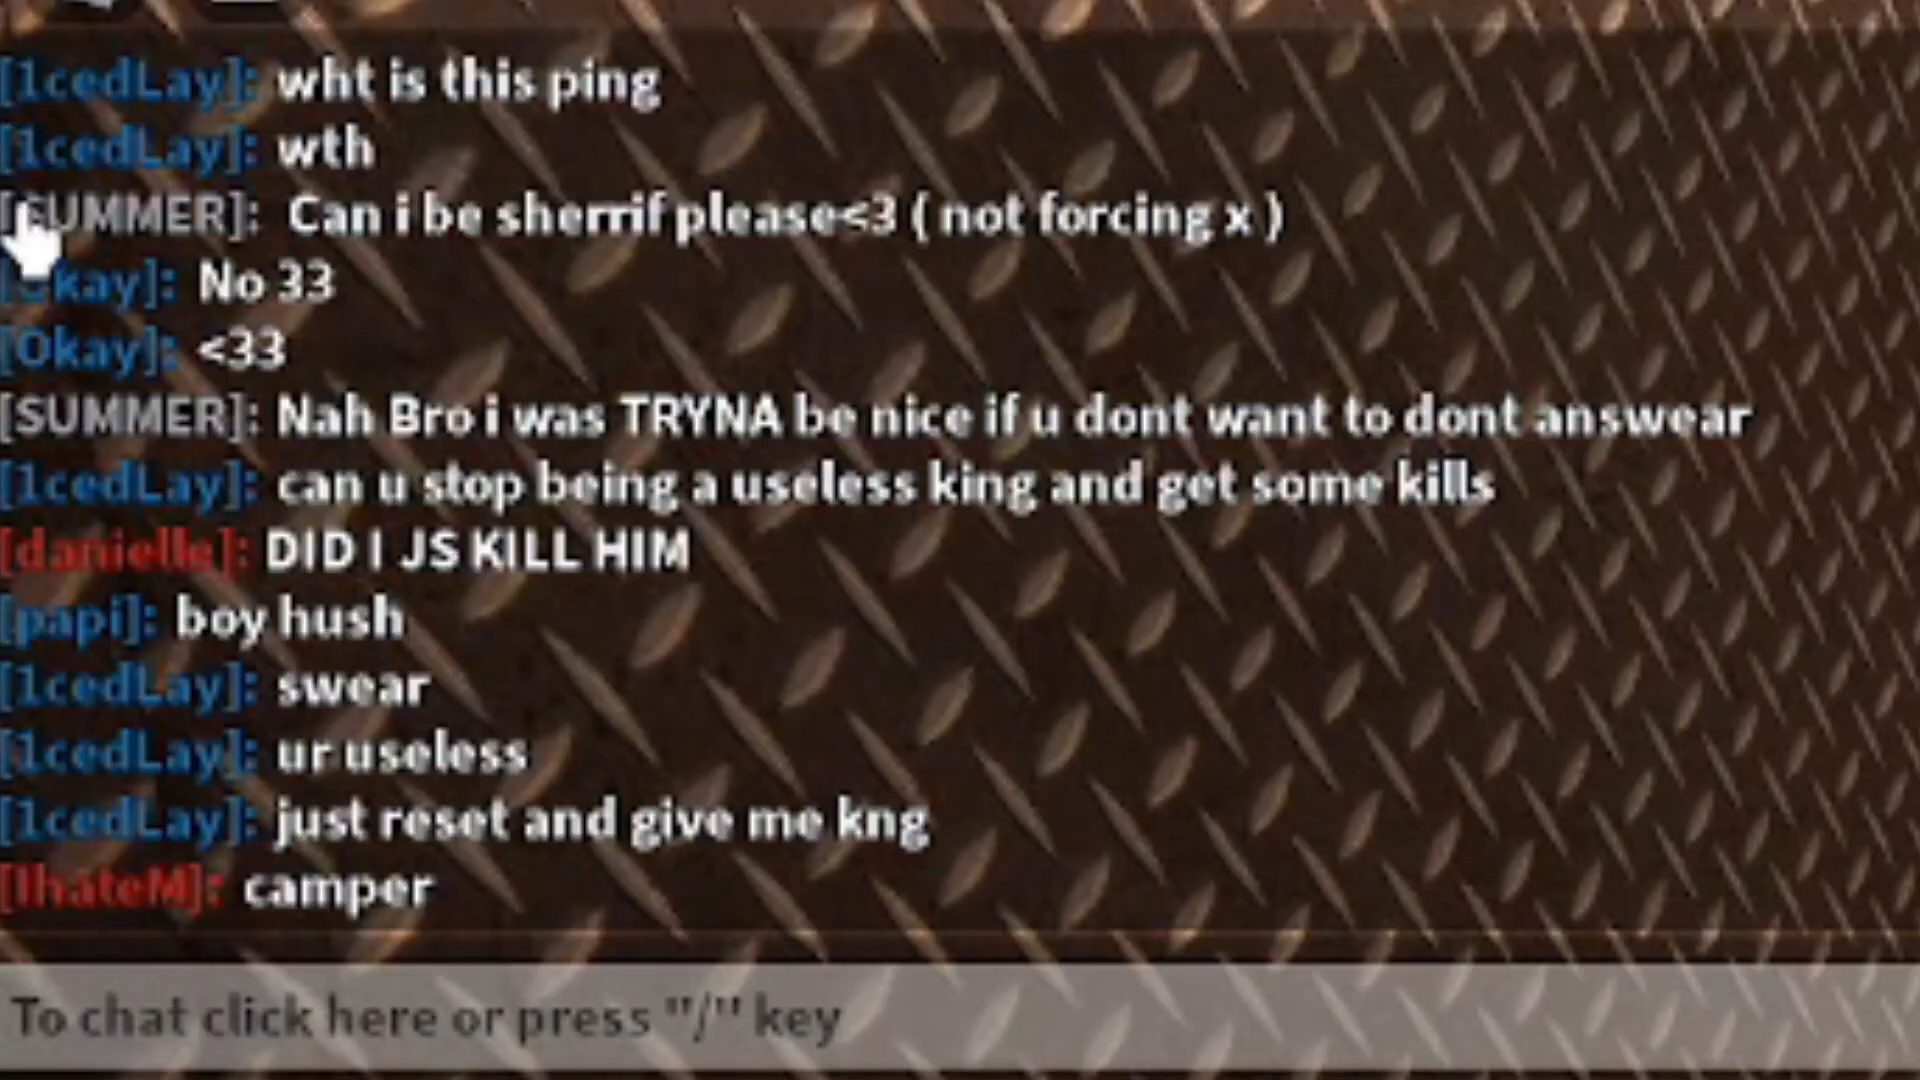 [1cedLay]: wht is this ping
[1cedLay]: wth
[SUMMER]: Can i be sherrif please<3 ( not forcing x )
[Okay]: No 33
[Okay]: <33
[SUMMER]: Nah Bro i was TRYNA be nice if u dont want to dont answear
[1cedLay]: can u stop being a useless king and get some kills
[danielle]: DID I JS KILL HIM
[papi]: boy hush
[1cedLay]: swear
[1cedLay]: ur useless
[1cedLay]: just reset and give me kng
[IhateM]: camper
To chat click here or press "/" key